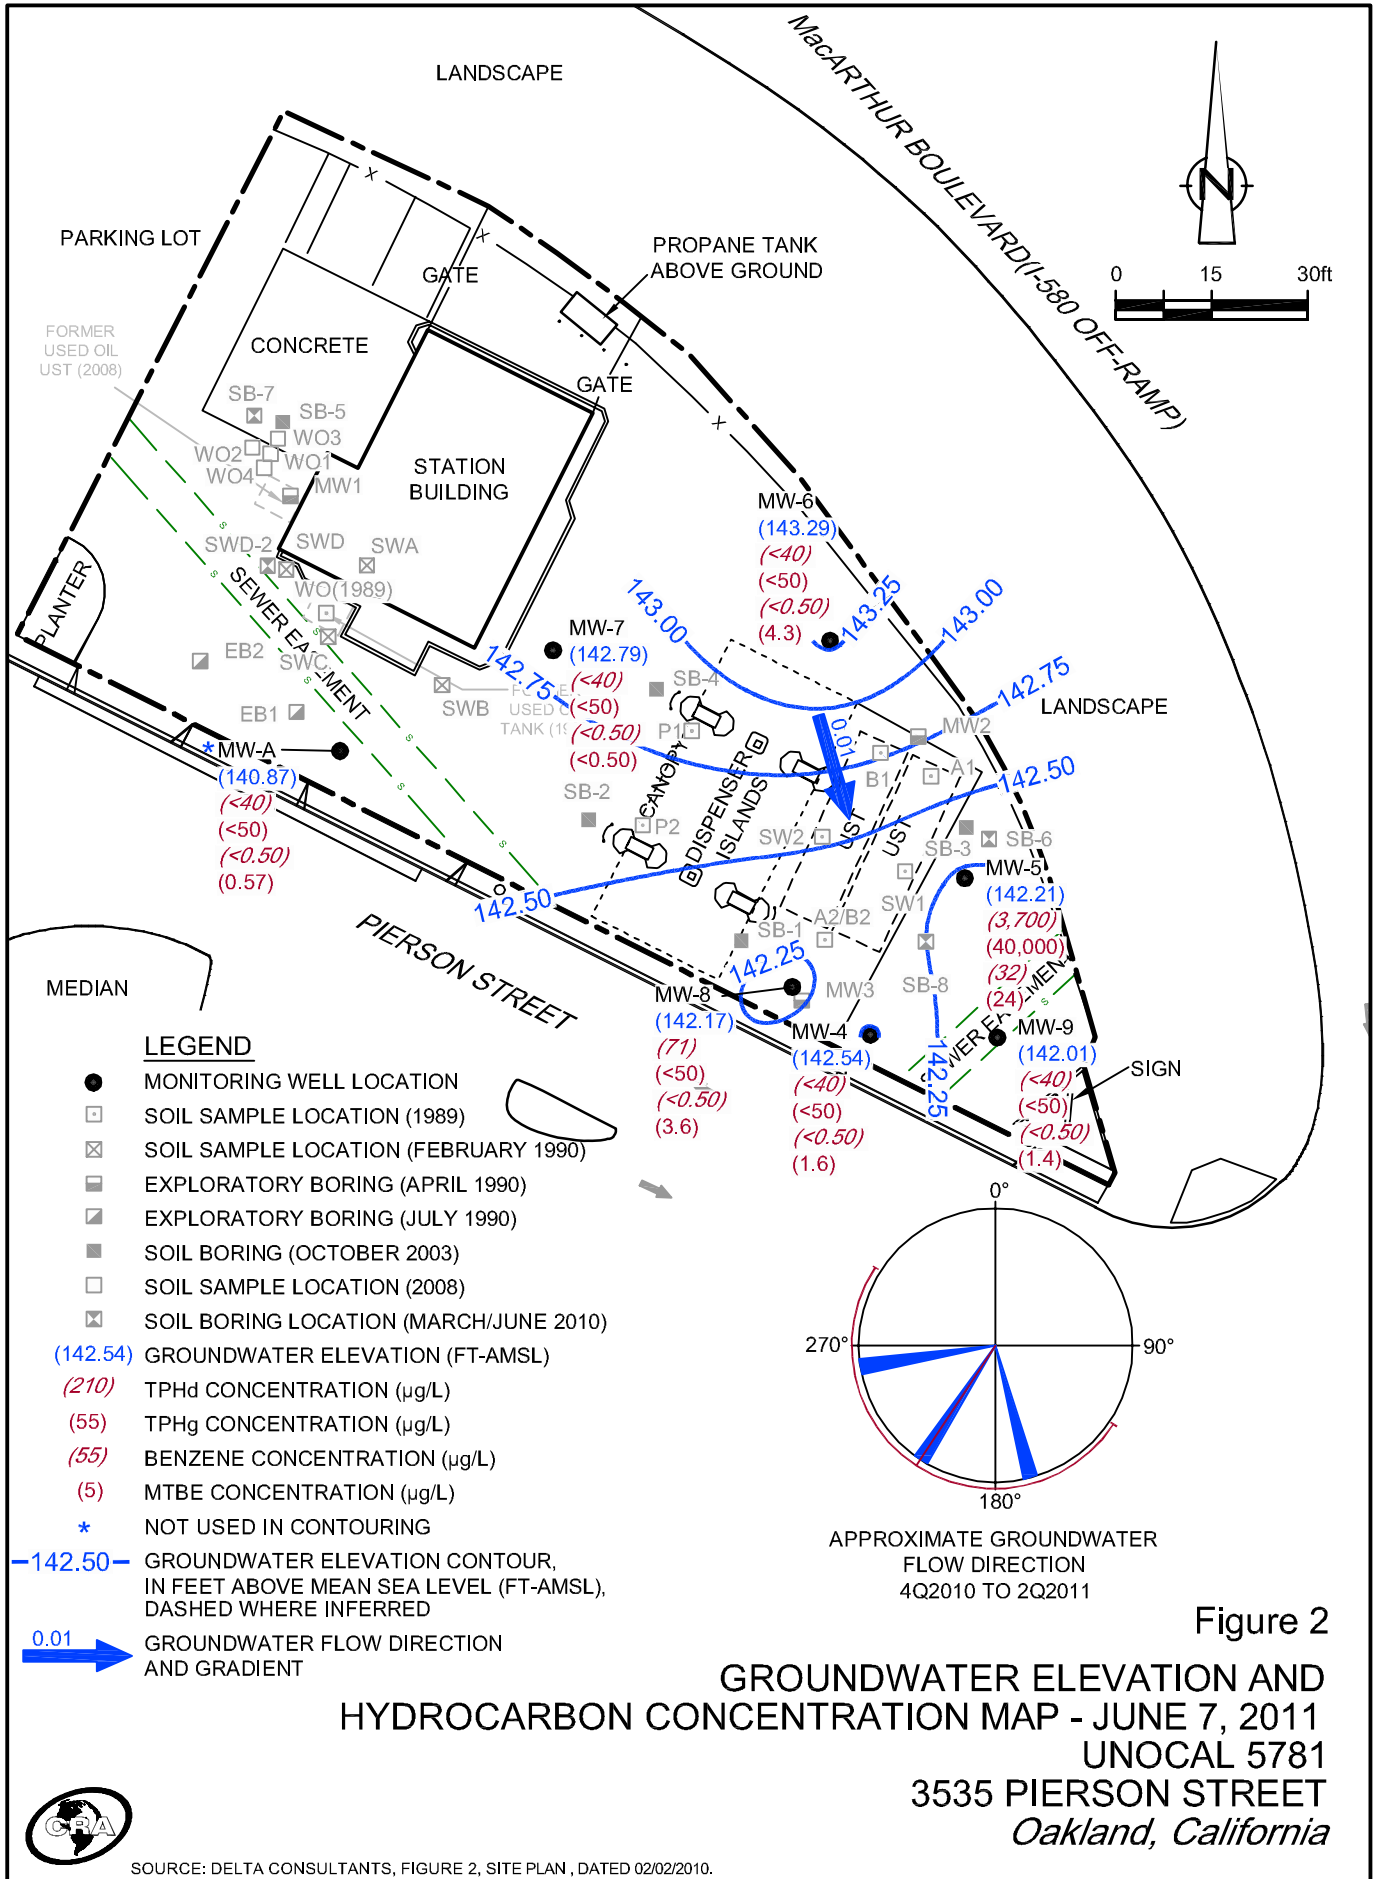 LANDSCAPE
MacARTHUR BOULEVARD(I-580 OFF-RAMP)
N
0 15 30ft
PARKING LOT
PROPANE TANK
ABOVE GROUND
X
X
X
GATE
GATE
CONCRETE
FORMER
USED OIL
UST (2008)
SB-7
SB-5
WO3
WO2
WO1
WO4
MW1
STATION
BUILDING
SWD-2
SWD
SWA
WO(1989)
SEWER EASEMENT
PLANTER
EB2
SWC
EB1
SWB
USED
TANK
MW-6
(143.29)
(<40)
(<50)
(<0.50)
(4.3)
143.25
143.00
143.00
MW-7
(142.79)
(<40)
(<50)
(<0.50)
(<0.50)
142.75
142.75
LANDSCAPE
SB-4
P1
MW2
0.01
B1
A1
142.50
* MW-A
(140.87)
(<40)
(<50)
(<0.50)
(0.57)
SB-2
P2
CANOPY
DISPENSER
ISLANDS
SW2
UST
UST
SB-3
SB-6
SW1
A2/B2
SB-1
142.50
MW-5
(142.21)
(3,700)
(40,000)
(32)
(24)
SB-8
142.25
MW3
PIERSON STREET
MEDIAN
MW-8
(142.17)
(71)
(<50)
(<0.50)
(3.6)
MW-4
(142.54)
(<40)
(<50)
(<0.50)
(1.6)
142.25
MW-9
(142.01)
(<40)
(<50)
(<0.50)
(1.4)
SIGN
LEGEND
MONITORING WELL LOCATION
SOIL SAMPLE LOCATION (1989)
SOIL SAMPLE LOCATION (FEBRUARY 1990)
EXPLORATORY BORING (APRIL 1990)
EXPLORATORY BORING (JULY 1990)
SOIL BORING (OCTOBER 2003)
SOIL SAMPLE LOCATION (2008)
SOIL BORING LOCATION (MARCH/JUNE 2010)
(142.54) GROUNDWATER ELEVATION (FT-AMSL)
(210) TPHd CONCENTRATION (µg/L)
(55) TPHg CONCENTRATION (µg/L)
(55) BENZENE CONCENTRATION (µg/L)
(5) MTBE CONCENTRATION (µg/L)
* NOT USED IN CONTOURING
142.50 GROUNDWATER ELEVATION CONTOUR,
IN FEET ABOVE MEAN SEA LEVEL (FT-AMSL),
DASHED WHERE INFERRED
0.01 GROUNDWATER FLOW DIRECTION
AND GRADIENT
0°
270°
90°
180°
APPROXIMATE GROUNDWATER
FLOW DIRECTION
4Q2010 TO 2Q2011
Figure 2
GROUNDWATER ELEVATION AND
HYDROCARBON CONCENTRATION MAP - JUNE 7, 2011
UNOCAL 5781
3535 PIERSON STREET
Oakland, California
CRA
SOURCE: DELTA CONSULTANTS, FIGURE 2, SITE PLAN , DATED 02/02/2010.